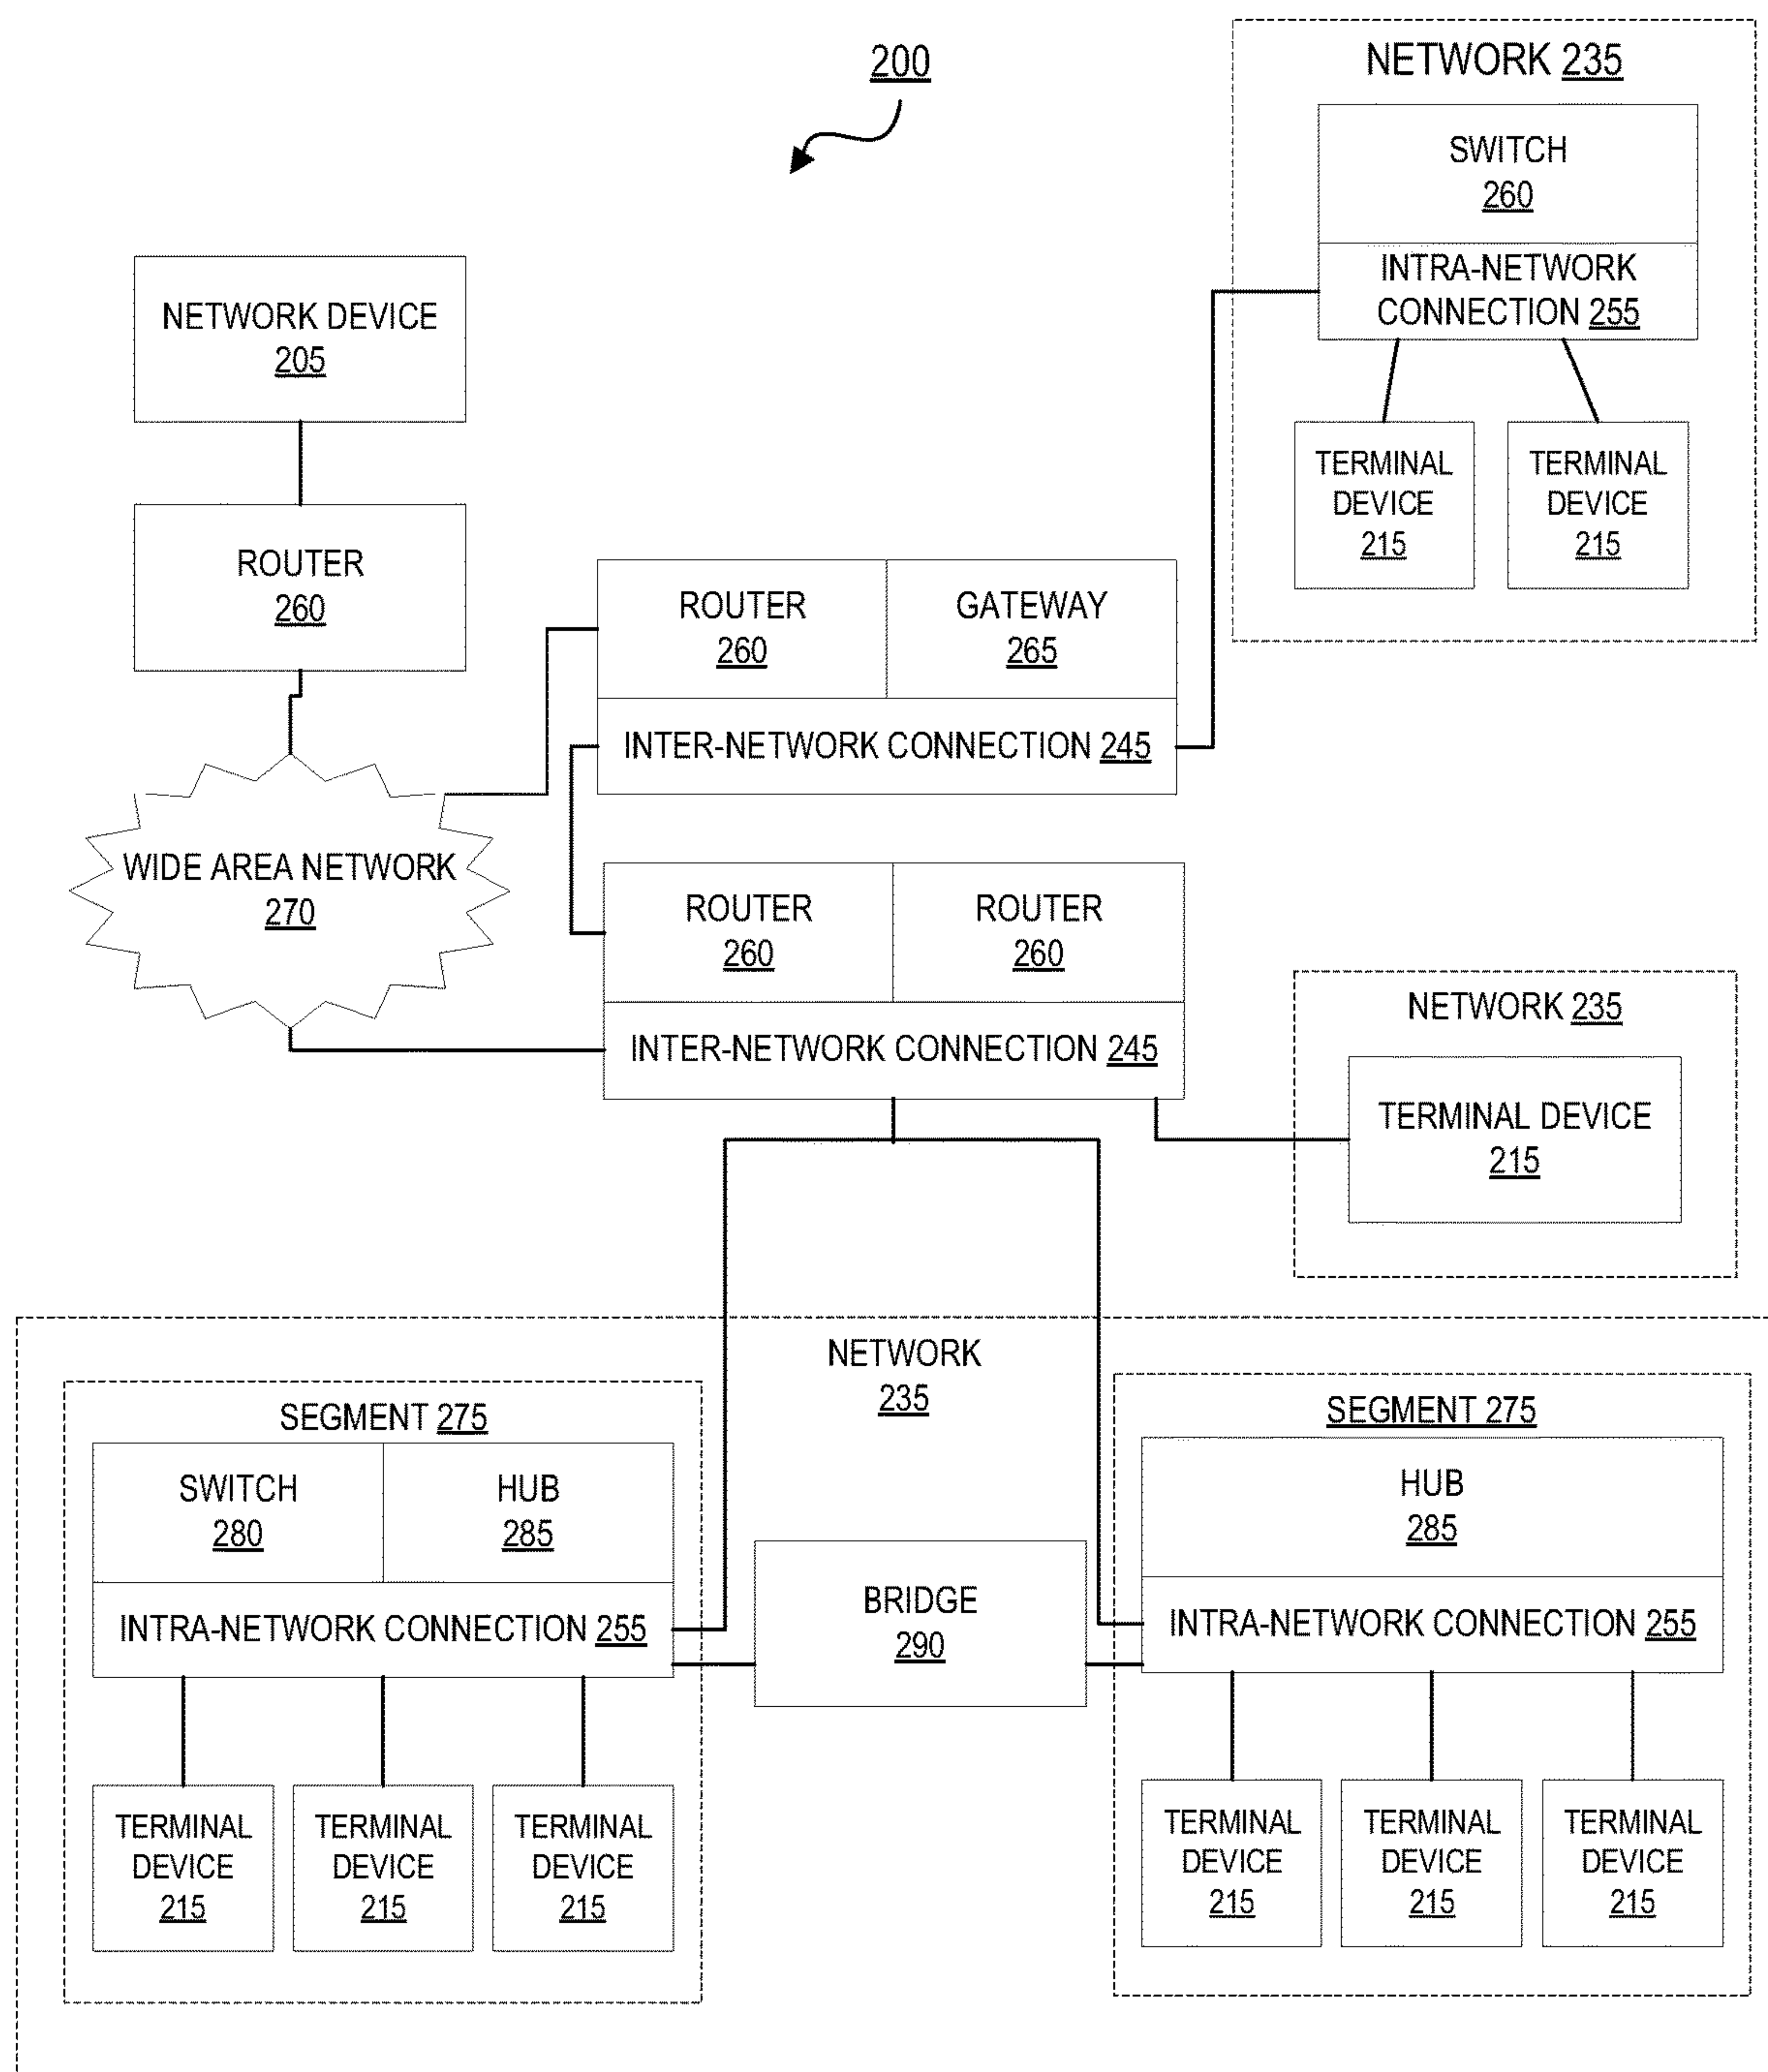 200
NETWORK 235
SWITCH
260
INTRA-NETWORK
CONNECTION 255
TERMINAL
DEVICE
215
TERMINAL
DEVICE
215
NETWORK DEVICE
205
ROUTER
260
ROUTER
260
GATEWAY
265
INTER-NETWORK CONNECTION 245
WIDE AREA NETWORK
270
ROUTER
260
ROUTER
260
INTER-NETWORK CONNECTION 245
NETWORK 235
TERMINAL DEVICE
215
NETWORK
235
SEGMENT 275
SWITCH
280
HUB
285
INTRA-NETWORK CONNECTION 255
TERMINAL
DEVICE
215
TERMINAL
DEVICE
215
TERMINAL
DEVICE
215
BRIDGE
290
SEGMENT 275
HUB
285
INTRA-NETWORK CONNECTION 255
TERMINAL
DEVICE
215
TERMINAL
DEVICE
215
TERMINAL
DEVICE
215